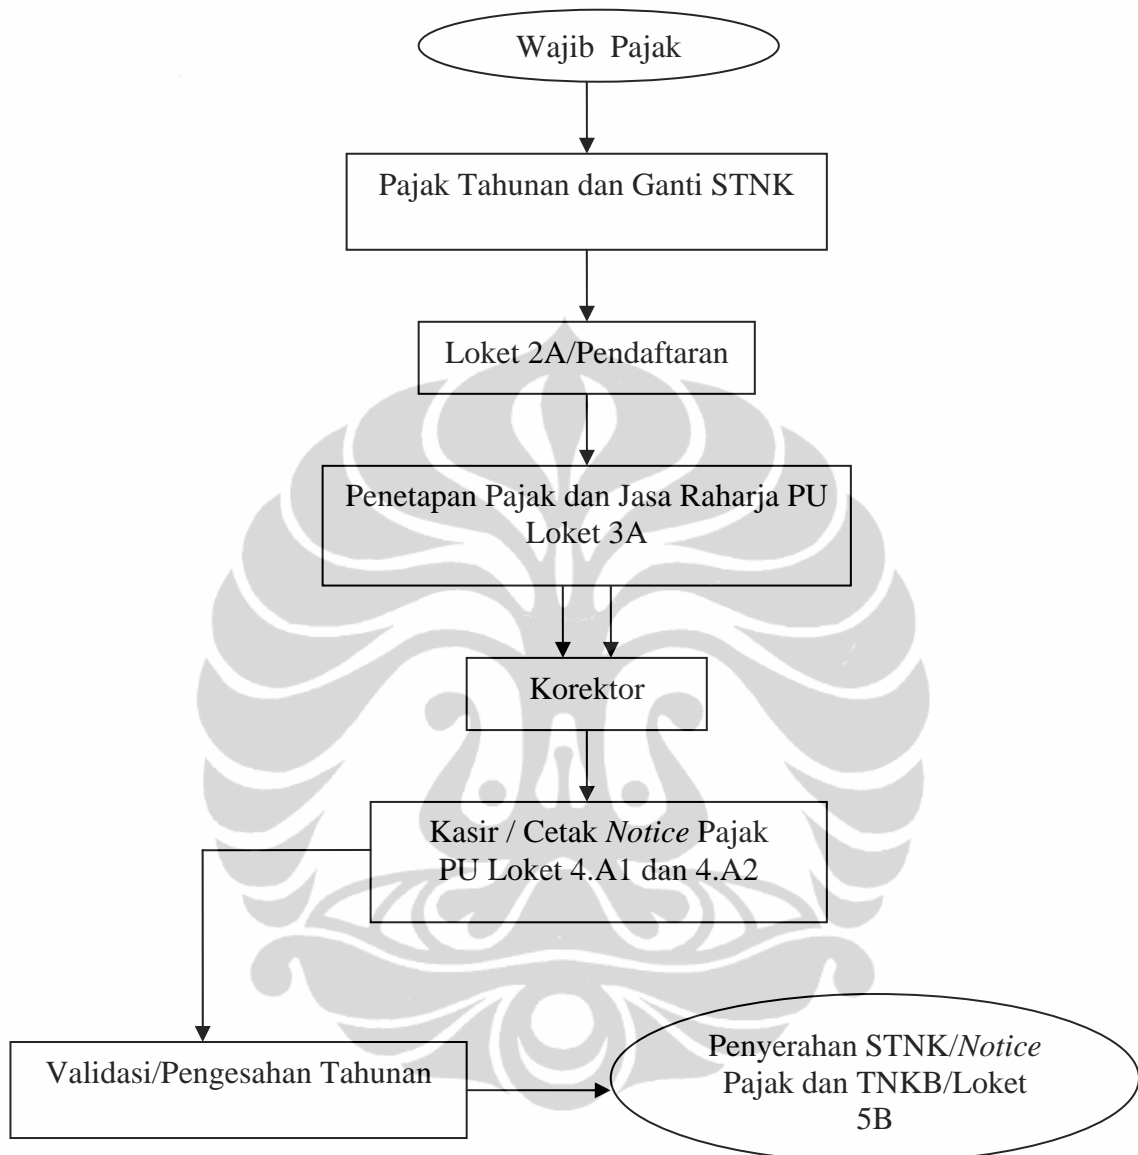 Wajib Pajak
Pajak Tahunan dan Ganti STNK
Loket 2A/Pendaftaran
Penetapan Pajak dan Jasa Raharja PU
Loket 3A
Korektor
Kasir / Cetak Notice Pajak
PU Loket 4.A1 dan 4.A2
Validasi/Pengesahan Tahunan
Penyerahan STNK/Notice
Pajak dan TNKB/Loket
5B